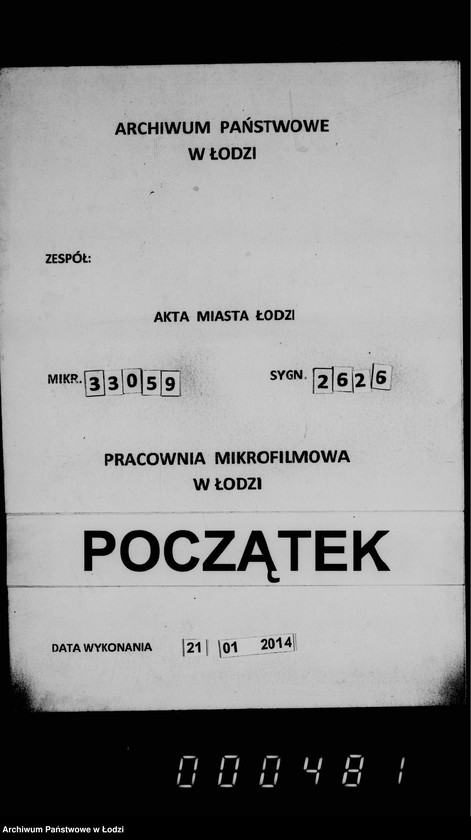 ARCHIWUM PAŃSTWOWE
W ŁODZI
ZESPÓŁ:
AKTA MIASTA ŁODZI
MIKR. 33059 SYGN. 2626
PRACOWNIA MIKROFILMOWA
W ŁODZI
POCZĄTEK
DATA WYKONANIA 21 01 2014
000481
Archiwum Państwowe w Łodzi